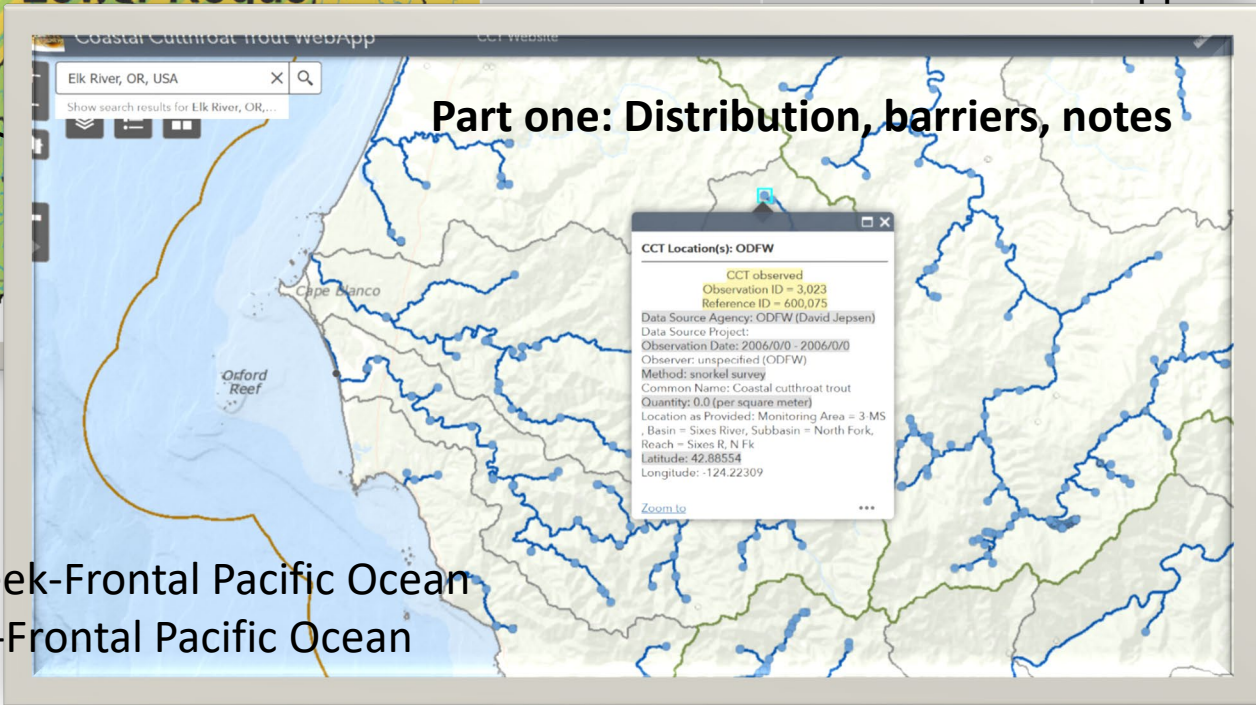 Coastal Cutthroat Trout WebApp
CCT Website
Elk River, OR, USA
Show search results for Elk River, OR,...
Part one: Distribution, barriers, notes
CCT Location(s): ODFW
CCT observed
Observation ID = 3,023
Reference ID = 600,075
Data Source Agency: ODFW (David Jepsen)
Data Source Project:
Observation Date: 2006/0/0 - 2006/0/0
Observer: unspecified (ODFW)
Method: snorkel survey
Common Name: Coastal cutthroat trout
Quantity: 0.0 (per square meter)
Location as Provided: Monitoring Area = 3-MS
, Basin = Sixes River, Subbasin = North Fork,
Reach = Sixes R, N Fk
Latitude: 42.88554
Longitude: -124.22309
Zoom to
Cape Blanco
Orford
Reef
ek-Frontal Pacific Ocean
-Frontal Pacific Ocean